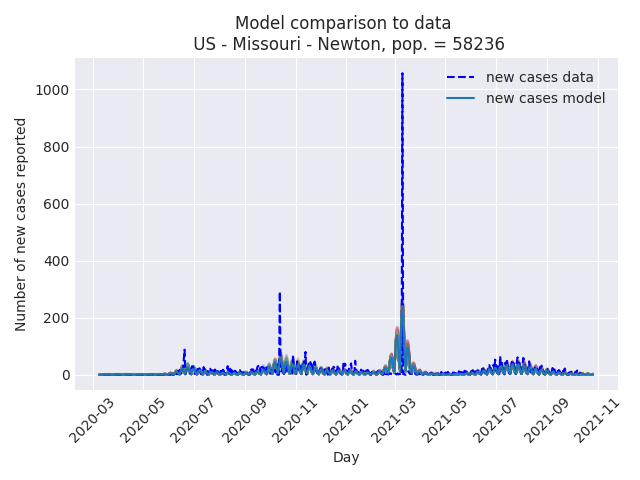 Model comparison to data
US - Missouri - Newton, pop. = 58236
new cases data
new cases model
Number of new cases reported
1000
800
600
400
200
0
2020-03
2020-05
2020-07
2020-09
2020-11
2021-01
2021-03
2021-05
2021-07
2021-09
2021-11
Day